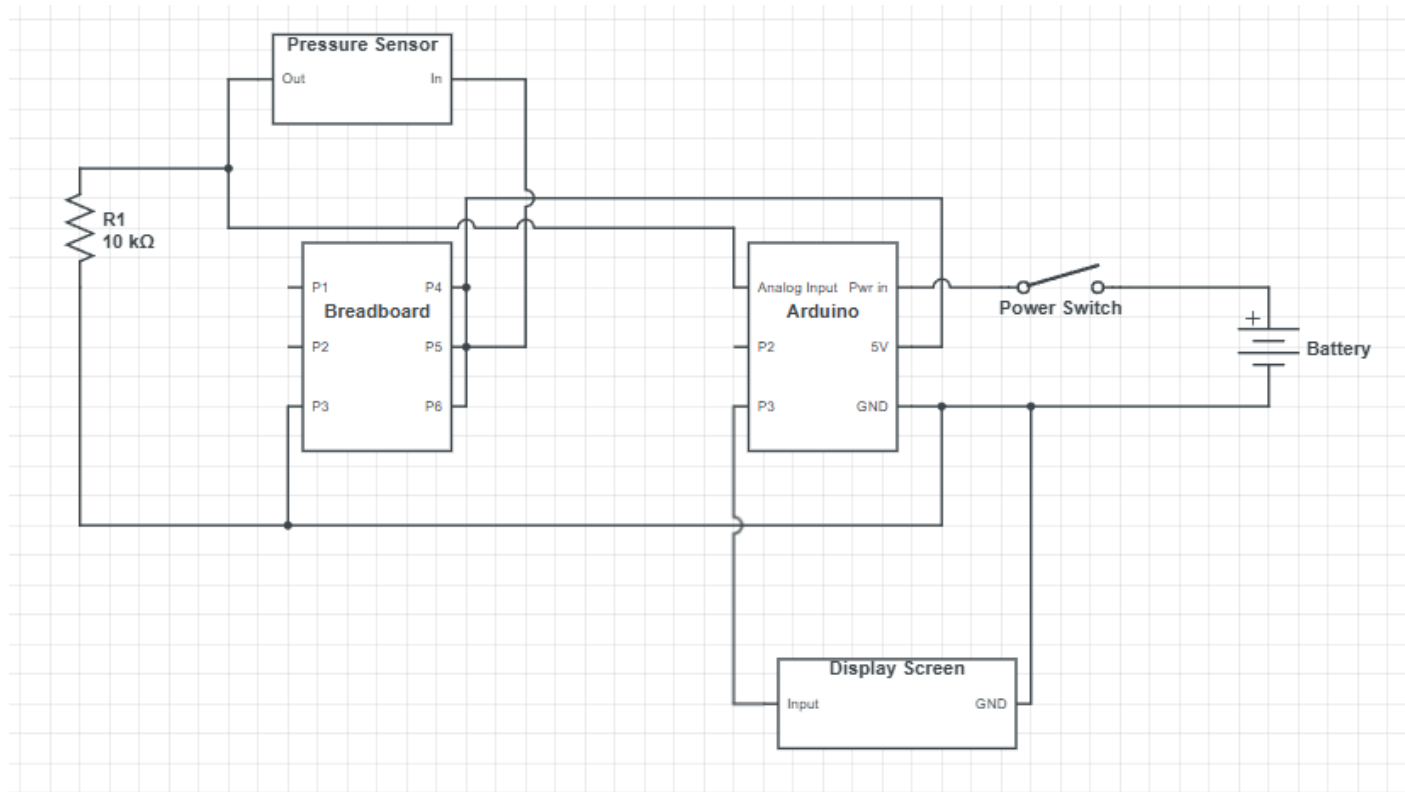 Pressure Sensor
Out
In
R1
10 kΩ
P1
P4
Breadboard
P2
P5
P3
P6
Analog Input
Pwr in
Arduino
P2
5V
P3
GND
Power Switch
+
Battery
Display Screen
Input
GND